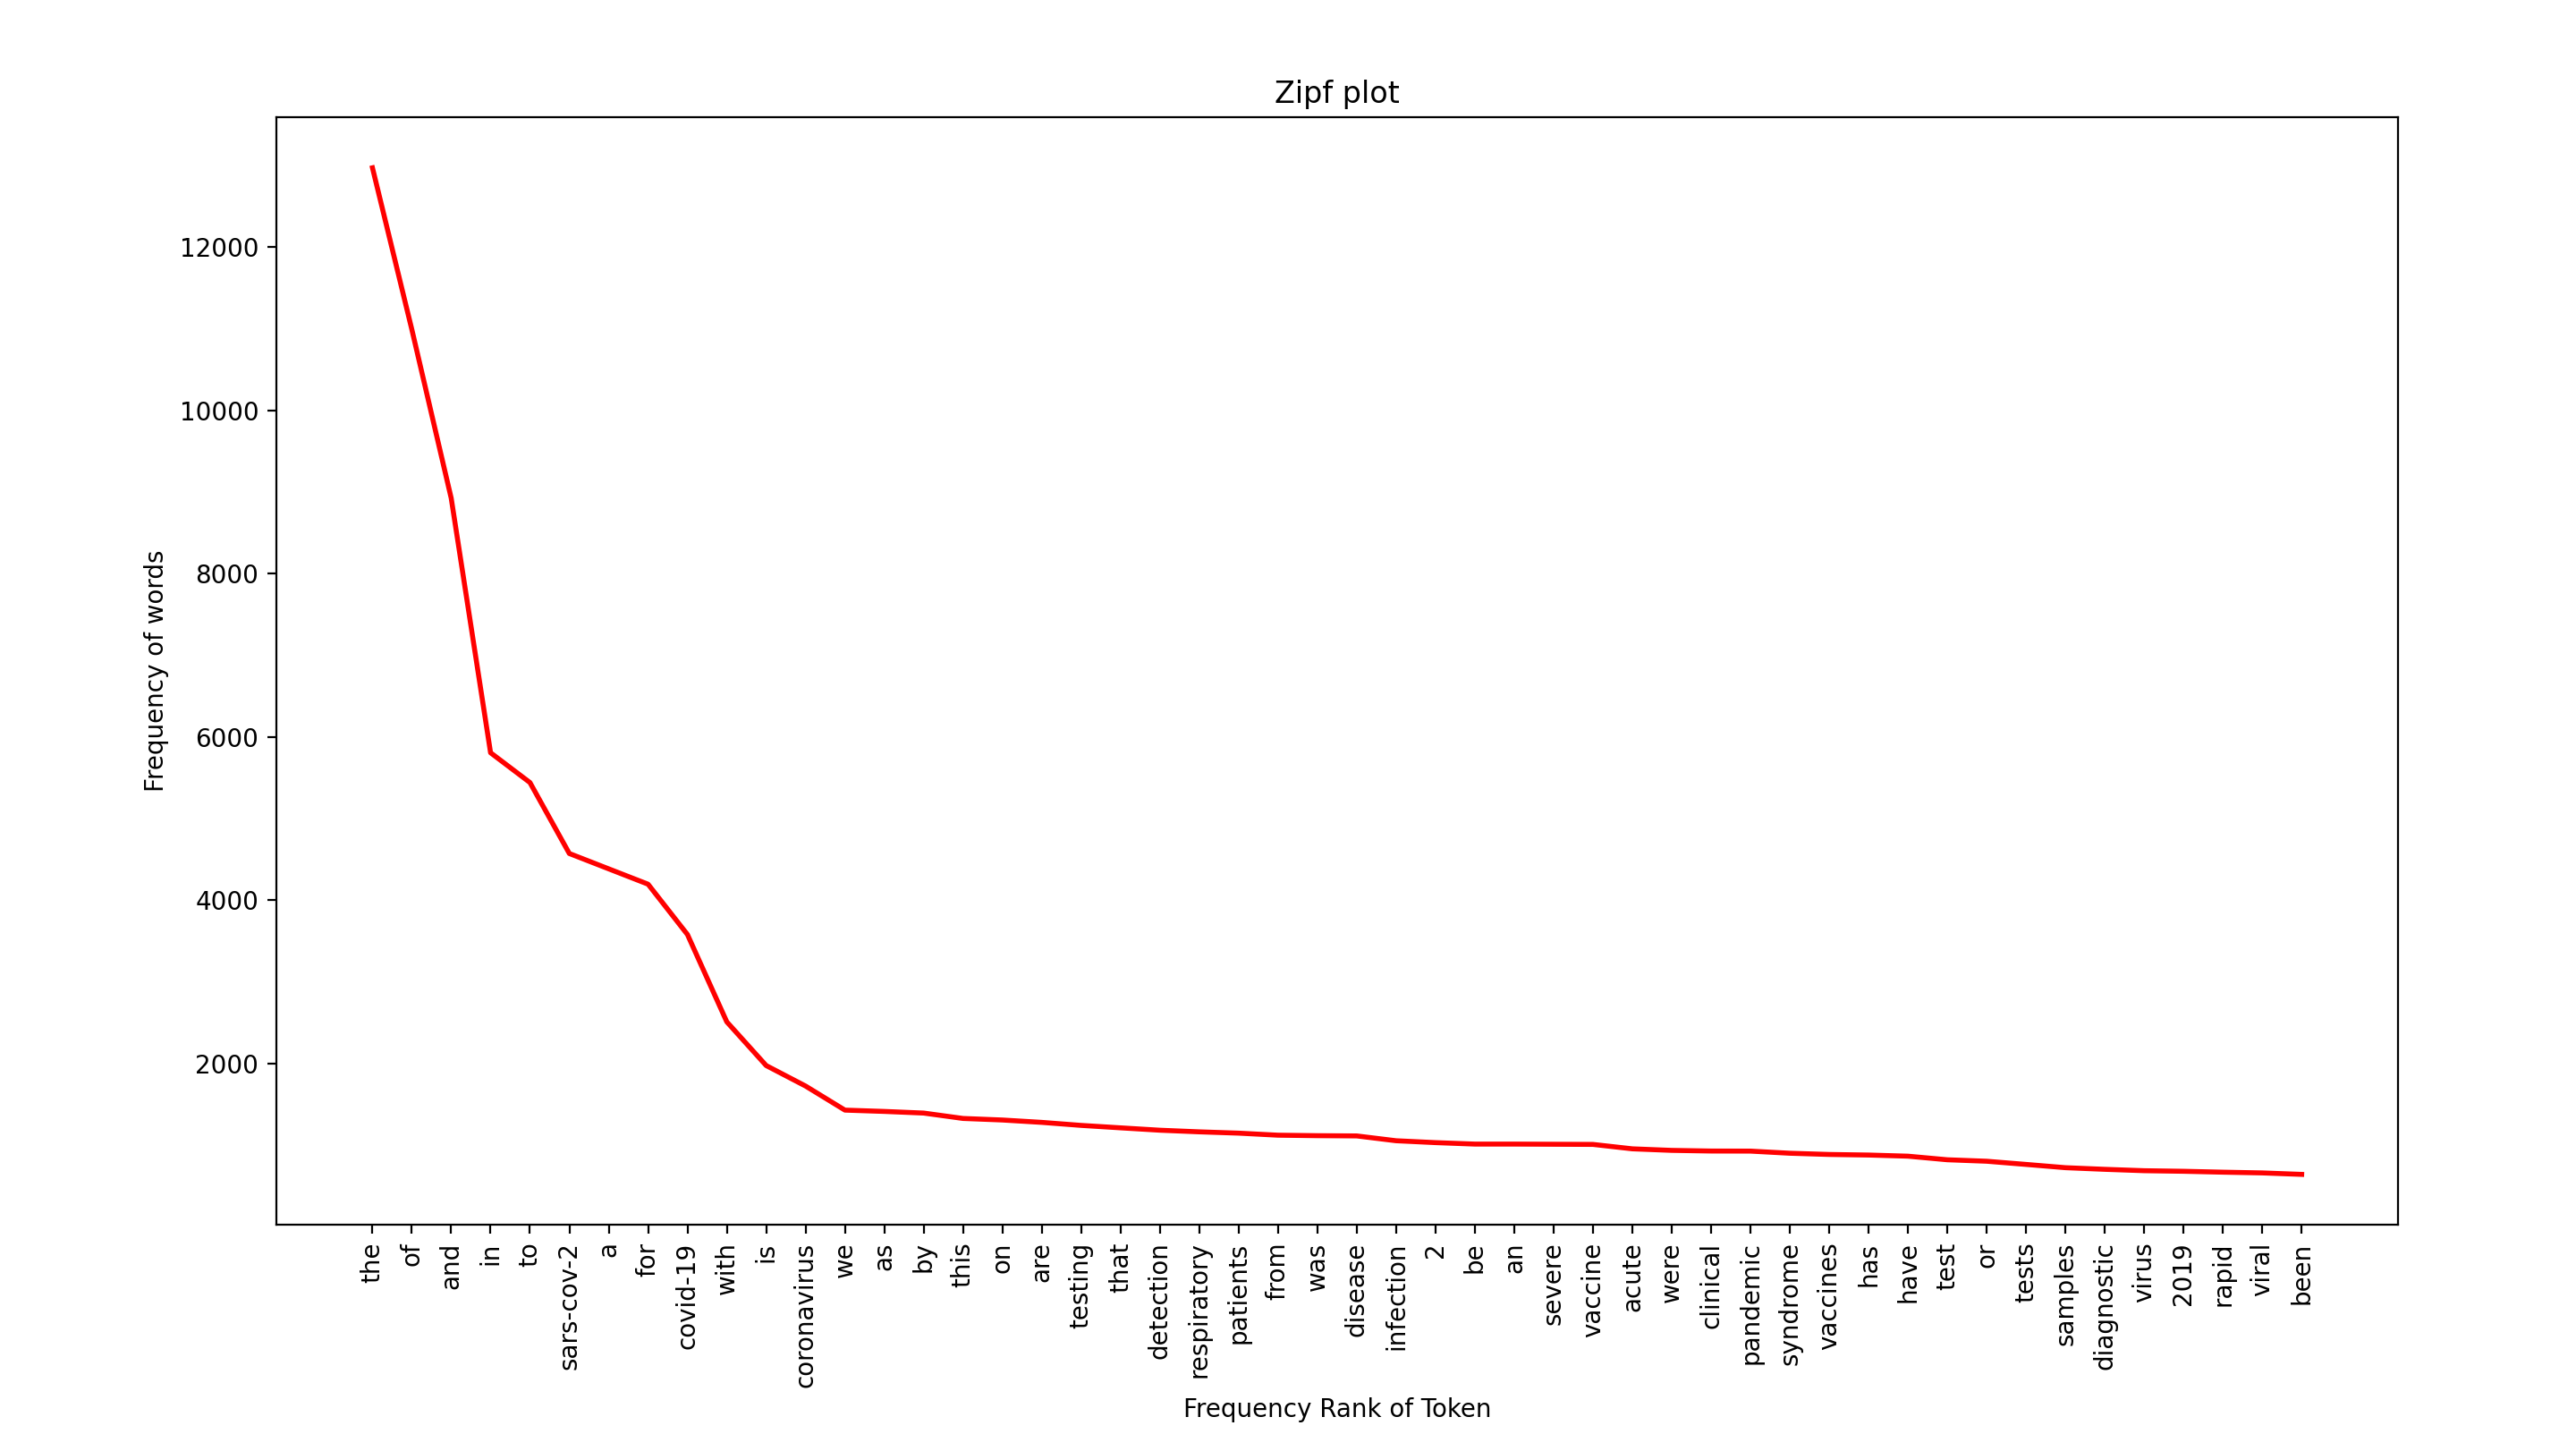 Zipf plot
12000
10000
8000
6000
4000
2000
Frequency of words
the
of
and
in
to
sars-cov-2
a
for
covid-19
with
is
coronavirus
we
as
by
this
on
are
testing
that
detection
respiratory
patients
from
was
disease
infection
2
be
an
severe
vaccine
acute
were
clinical
pandemic
syndrome
vaccines
has
have
test
or
tests
samples
diagnostic
virus
2019
rapid
viral
been
Frequency Rank of Token